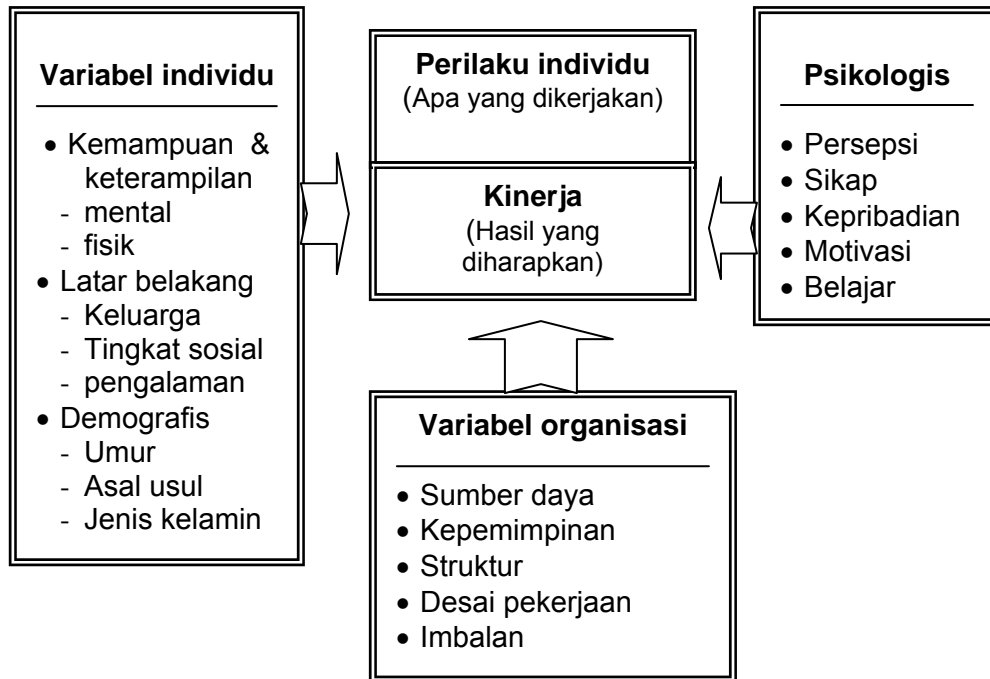 Variabel individu
• Kemampuan &
keterampilan
- mental
- fisik
• Latar belakang
- Keluarga
- Tingkat sosial
- pengalaman
• Demografis
- Umur
- Asal usul
- Jenis kelamin
Perilaku individu
(Apa yang dikerjakan)
Kinerja
(Hasil yang
diharapkan)
Psikologis
• Persepsi
• Sikap
• Kepribadian
• Motivasi
• Belajar
Variabel organisasi
• Sumber daya
• Kepemimpinan
• Struktur
• Desai pekerjaan
• Imbalan